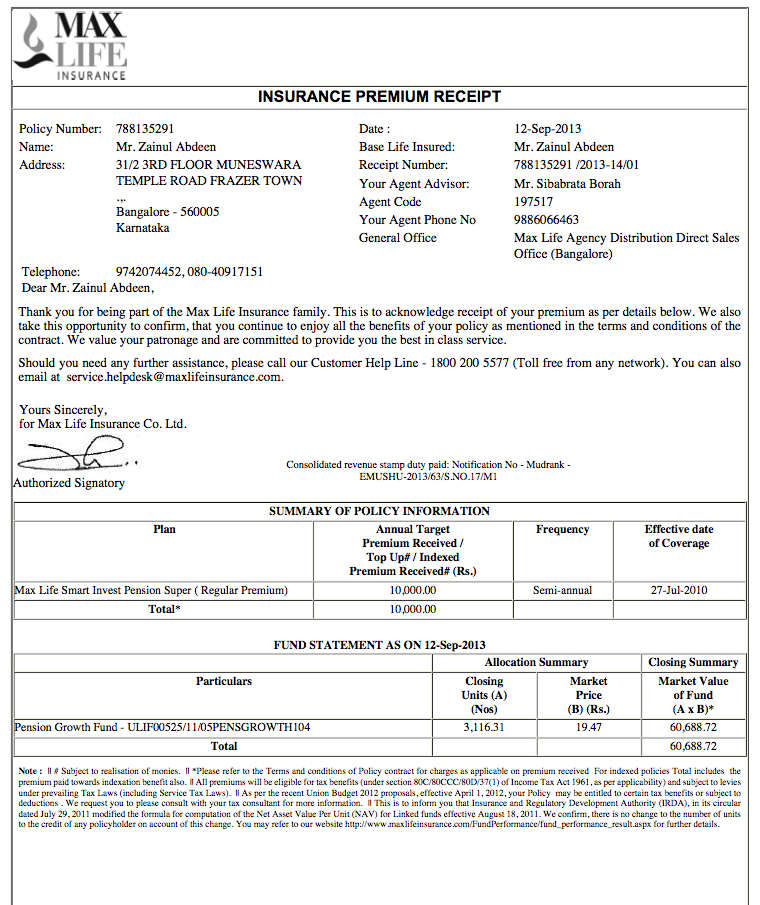 MAX
LIFE
INSURANCE
INSURANCE PREMIUM RECEIPT
Policy Number: 788135291
Name: Mr. Zainul Abdeen
Address: 31/2 3RD FLOOR MUNESWARA
TEMPLE ROAD FRAZER TOWN
.,.
Bangalore - 560005
Karnataka
Date : 12-Sep-2013
Base Life Insured: Mr. Zainul Abdeen
Receipt Number: 788135291 /2013-14/01
Your Agent Advisor: Mr. Sibabrata Borah
Agent Code 197517
Your Agent Phone No 9886066463
General Office Max Life Agency Distribution Direct Sales
Office (Bangalore)
Telephone: 9742074452, 080-40917151
Dear Mr. Zainul Abdeen,
Thank you for being part of the Max Life Insurance family. This is to acknowledge receipt of your premium as per details below. We also
take this opportunity to confirm, that you continue to enjoy all the benefits of your policy as mentioned in the terms and conditions of the
contract. We value your patronage and are committed to provide you the best in class service.
Should you need any further assistance, please call our Customer Help Line - 1800 200 5577 (Toll free from any network). You can also
email at service.helpdesk@maxlifeinsurance.com.
Yours Sincerely,
for Max Life Insurance Co. Ltd.
Authorized Signatory
Consolidated revenue stamp duty paid: Notification No - Mudrank -
EMUSHU-2013/63/S.NO.17/M1
SUMMARY OF POLICY INFORMATION
Plan Annual Target Frequency Effective date
Premium Received / of Coverage
Top Up# / Indexed
Premium Received# (Rs.)
Max Life Smart Invest Pension Super ( Regular Premium) 10,000.00 Semi-annual 27-Jul-2010
Total* 10,000.00
FUND STATEMENT AS ON 12-Sep-2013
Allocation Summary Closing Summary
Particulars Closing Market Market Value
Units (A) Price of Fund
(Nos) (B) (Rs.) (A x B)*
Pension Growth Fund - ULIF00525/11/05PENSGROWTH104 3,116.31 19.47 60,688.72
Total 60,688.72
Note : || # Subject to realisation of monies. || *Please refer to the Terms and conditions of Policy contract for charges as applicable on premium received For indexed policies Total includes the
premium paid towards indexation benefit also. || All premiums will be eligible for tax benefits (under section 80C/80CCC/80D/37(1) of Income Tax Act 1961, as per applicability) and subject to levies
under prevailing Tax Laws (including Service Tax Laws). || As per the recent Union Budget 2012 proposals, effective April 1, 2012, your Policy may be entitled to certain tax benefits or subject to
deductions . We request you to please consult with your tax consultant for more information. || This is to inform you that Insurance and Regulatory Development Authority (IRDA), in its circular
dated July 29, 2011 modified the formula for computation of the Net Asset Value Per Unit (NAV) for Linked funds effective August 18, 2011. We confirm, there is no change to the number of units
to the credit of any policyholder on account of this change. You may refer to our website http://www.maxlifeinsurance.com/FundPerformance/fund_performance_result.aspx for further details.